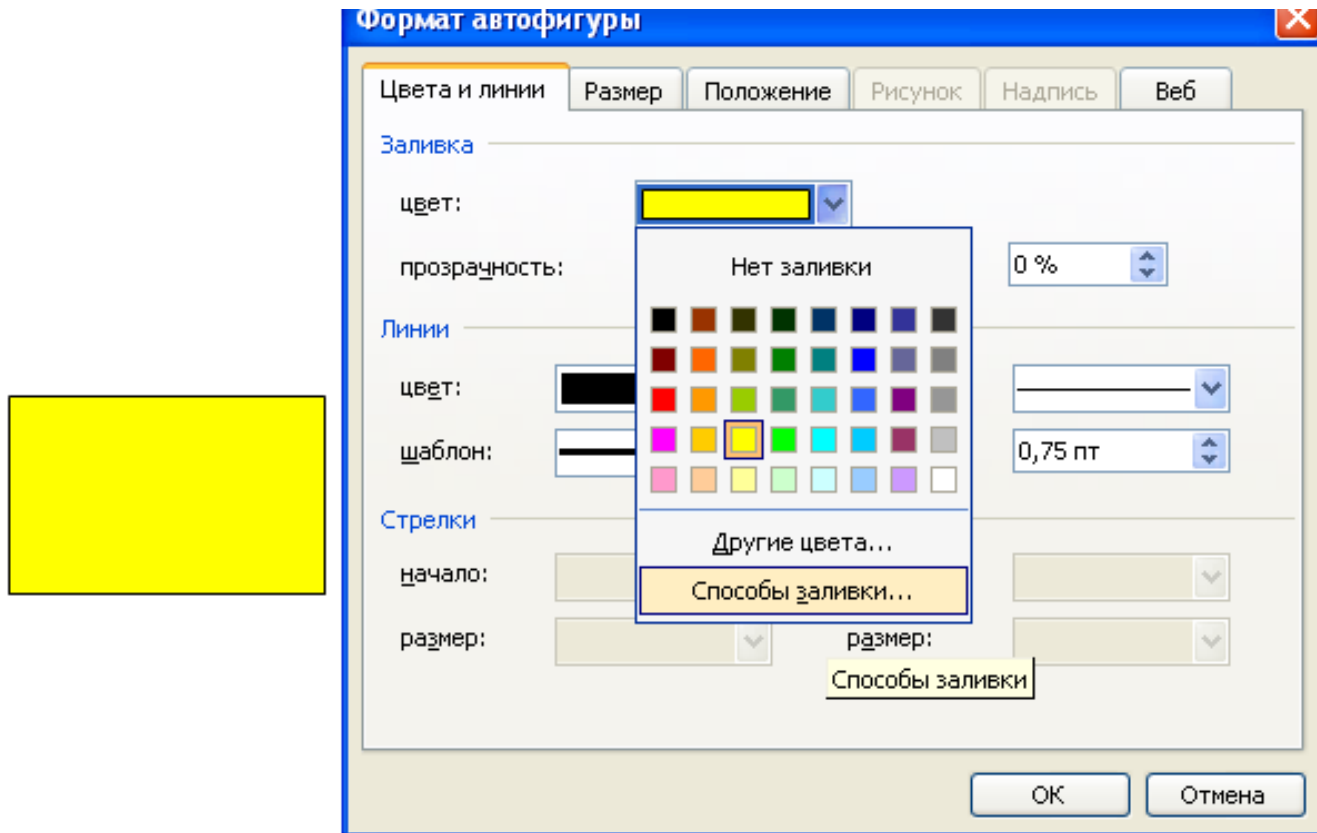 Формат автофигуры
Цвета и линии Размер Положение Рисунок Надпись Веб
Заливка
цвет:
прозрачность: 0 %
Нет заливки
Линии
цвет:
шаблон: 0,75 пт
Другие цвета...
Стрелки
начало:
Способы заливки...
размер: размер:
Способы заливки
ОК Отмена